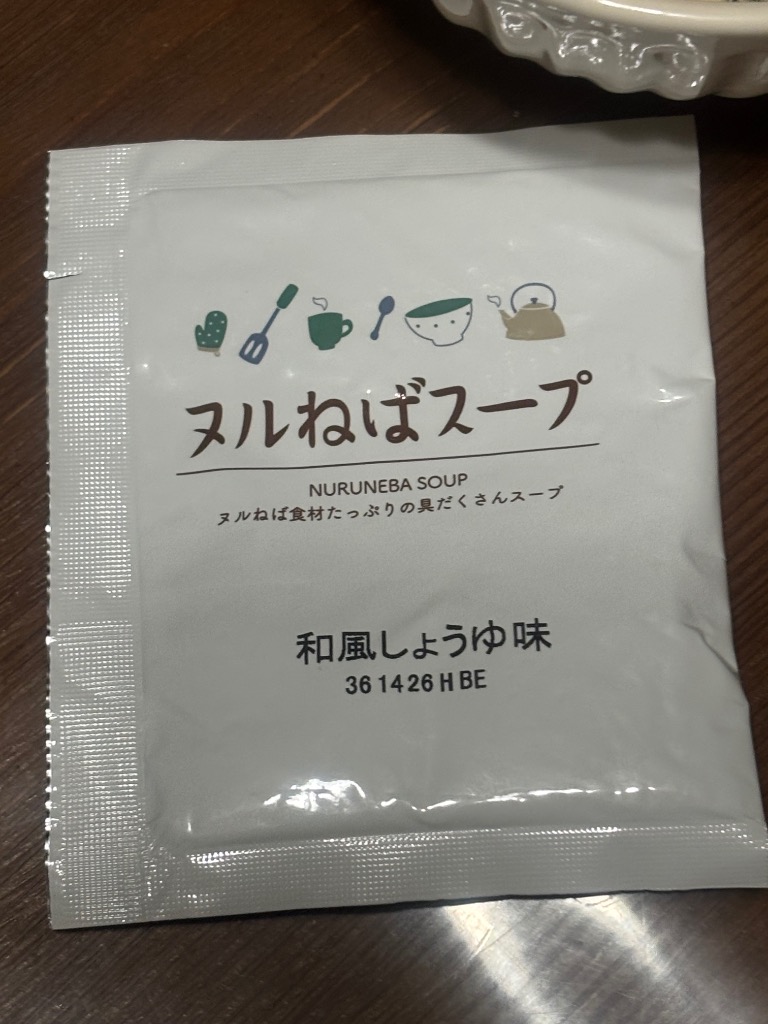 ヌルねばスープ
NURUNEBA SOUP
ヌルねば食材たっぷりの具だくさんスープ
和風しょうゆ味
361426HBE